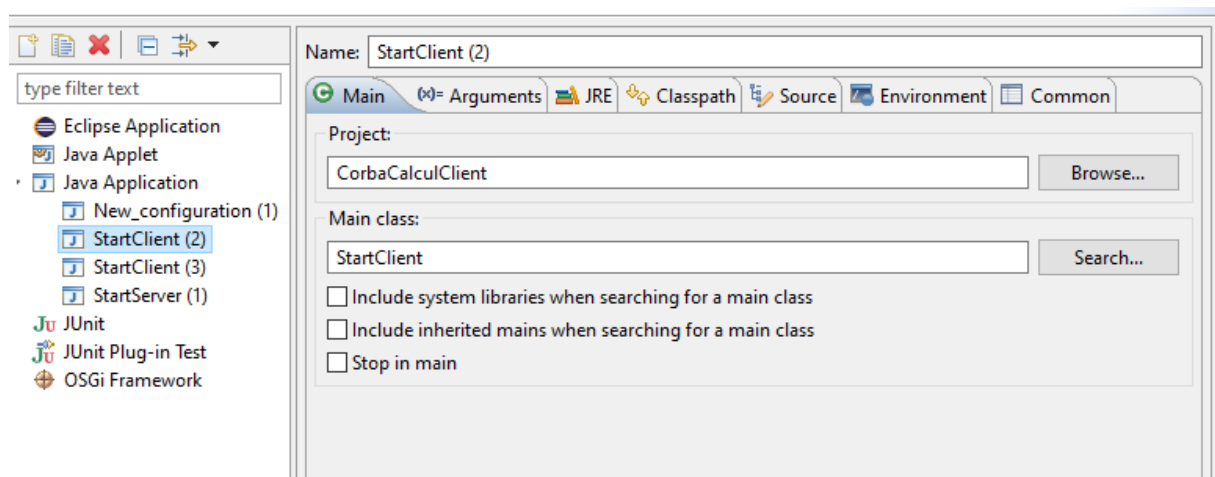 type filter text
Eclipse Application
Java Applet
Java Application
New_configuration (1)
StartClient (2)
StartClient (3)
StartServer (1)
JUnit
JUnit Plug-in Test
OSGi Framework
Name: StartClient (2)
Main (x)= Arguments JRE Classpath Source Environment Common
Project:
CorbaCalculClient Browse...
Main class:
StartClient Search...
Include system libraries when searching for a main class
Include inherited mains when searching for a main class
Stop in main